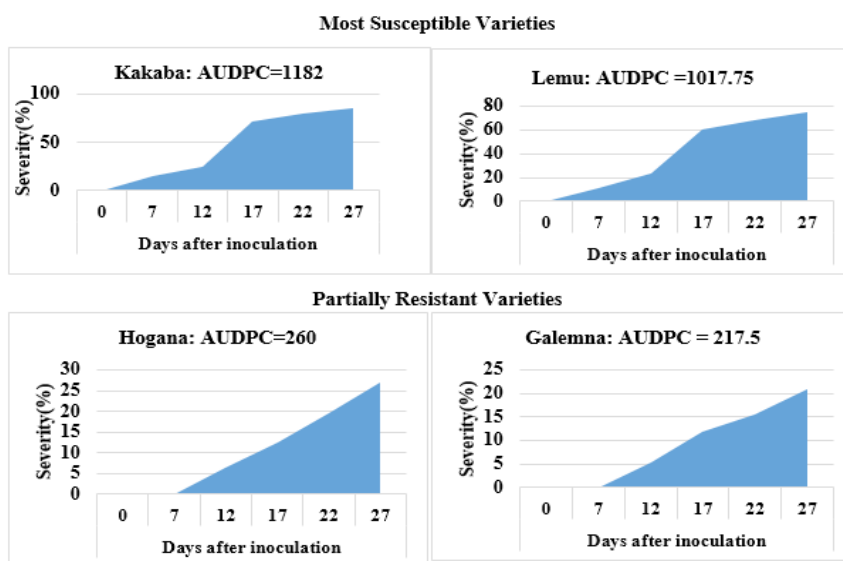 Most Susceptible Varieties
Kakaba: AUDPC=1182
Severity(%)
100
50
0
0 7 12 17 22 27
Days after inoculation
Lemu: AUDPC =1017.75
Severity(%)
80
60
40
20
0
0 7 12 17 22 27
Days after inoculation
Partially Resistant Varieties
Hogana: AUDPC=260
Severity(%)
30
25
20
15
10
5
0
0 7 12 17 22 27
Days after inoculation
Galemna: AUDPC = 217.5
Severity(%)
25
20
15
10
5
0
0 7 12 17 22 27
Days after inoculation